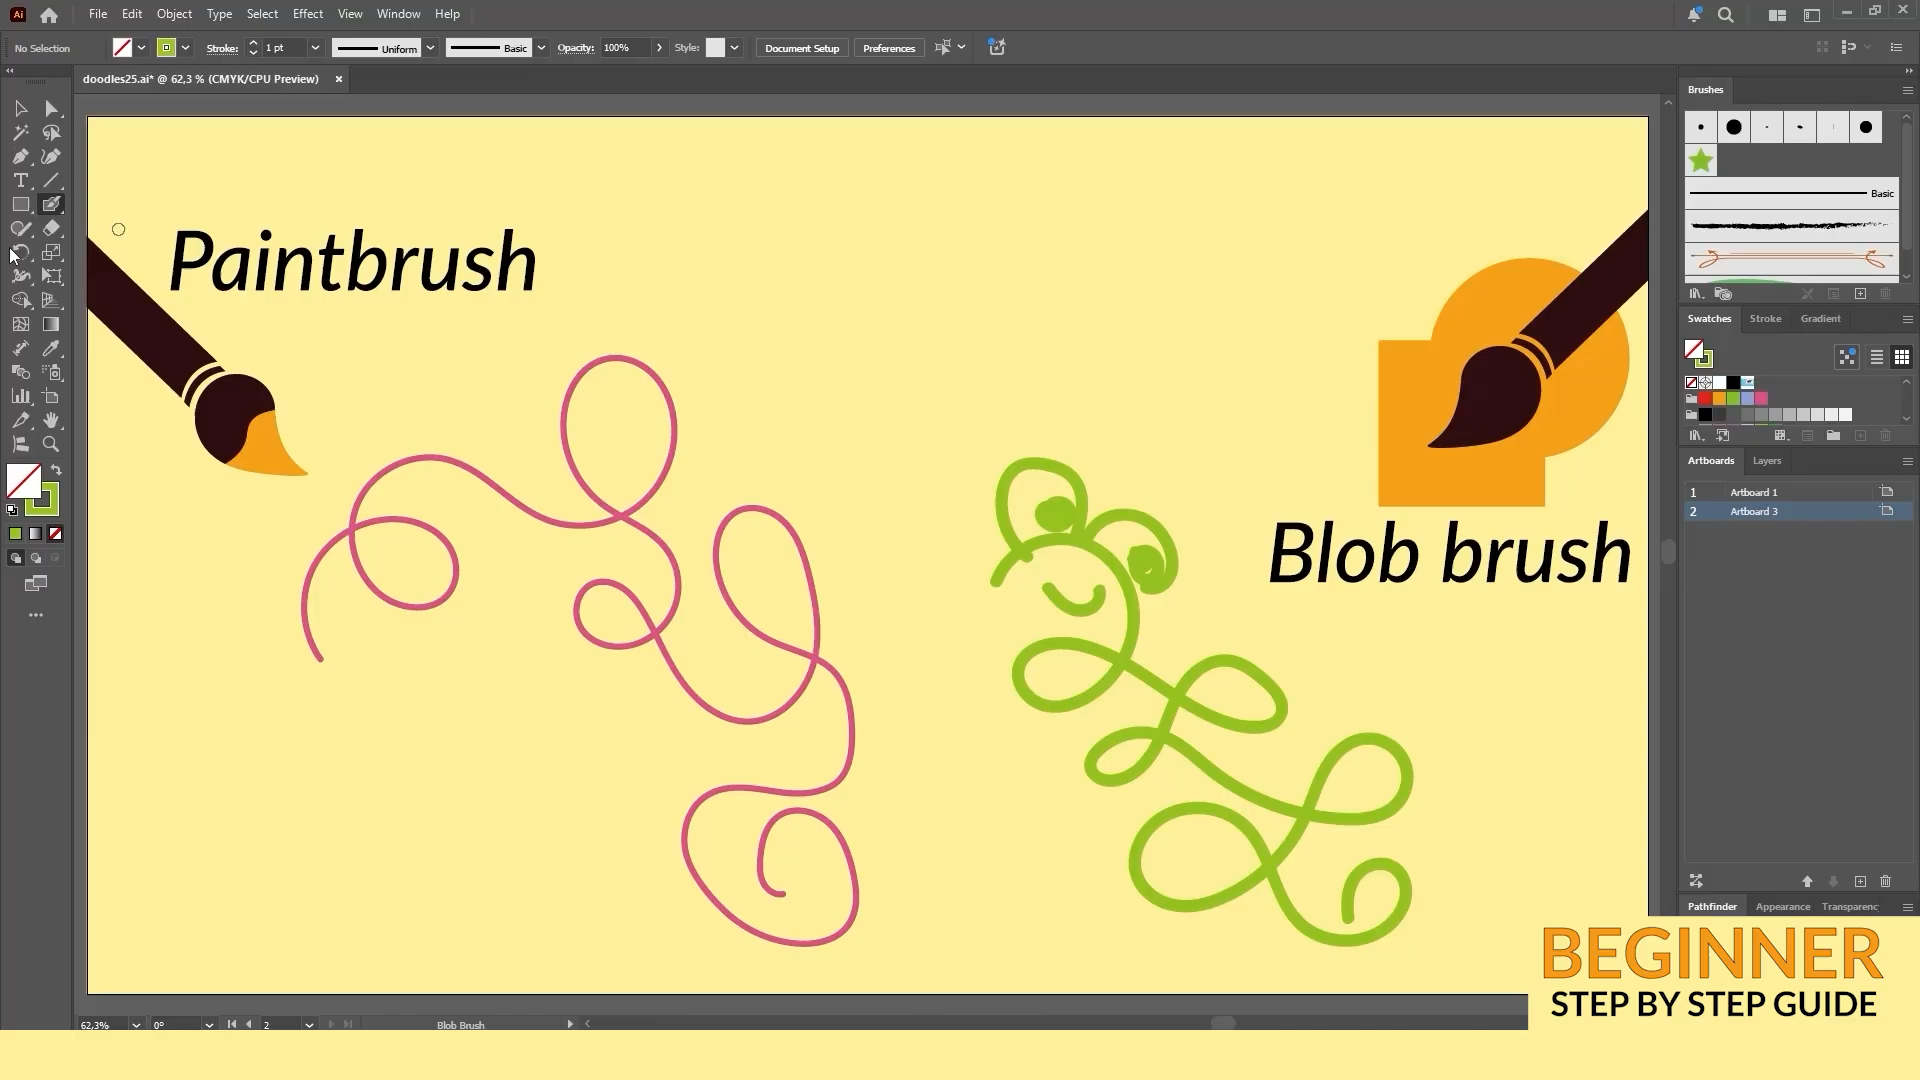 Ai File Edit Object Type Select Effect View Window Help
No Selection Stroke: 1 pt Uniform Basic Opacity: 100% Style: Document Setup Preferences
doodles25.ai* @ 62,3 % (CMYK/CPU Preview) ×
Brushes
Paintbrush
Basic
Swatches Stroke Gradient
Artboards Layers
1 Artboard 1
2 Artboard 3
Blob brush
Pathfinder Appearance Transparenc
BEGINNER
STEP BY STEP GUIDE
62,3% 0° 2 Blob Brush